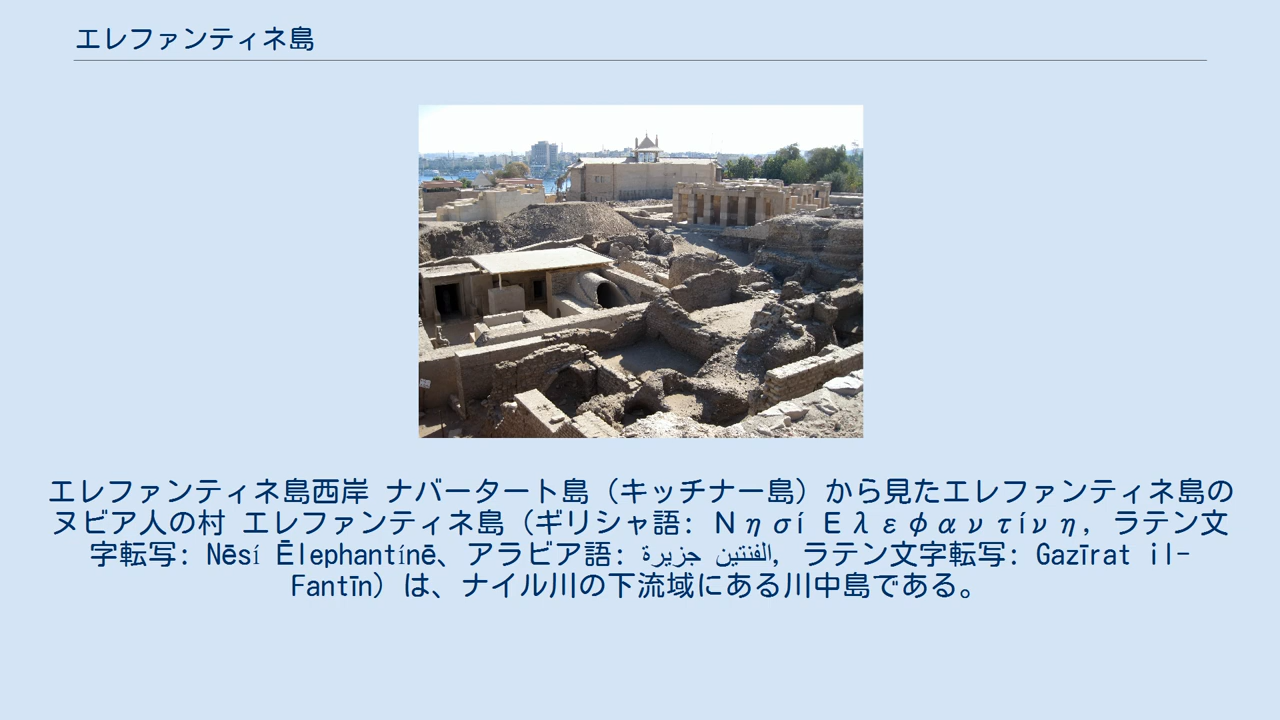 エレファンティネ島
エレファンティネ島西岸 ナバータート島（キッチナー島）から見たエレファンティネ島の
ヌビア人の村 エレファンティネ島（ギリシャ語: Νησί Ελεφαντίνη, ラテン文
字転写: Nēsí Ēlephantínē、アラビア語: الفنتين جزيرة, ラテン文字転写: Gazīrat il-
Fantīn）は、ナイル川の下流域にある川中島である。